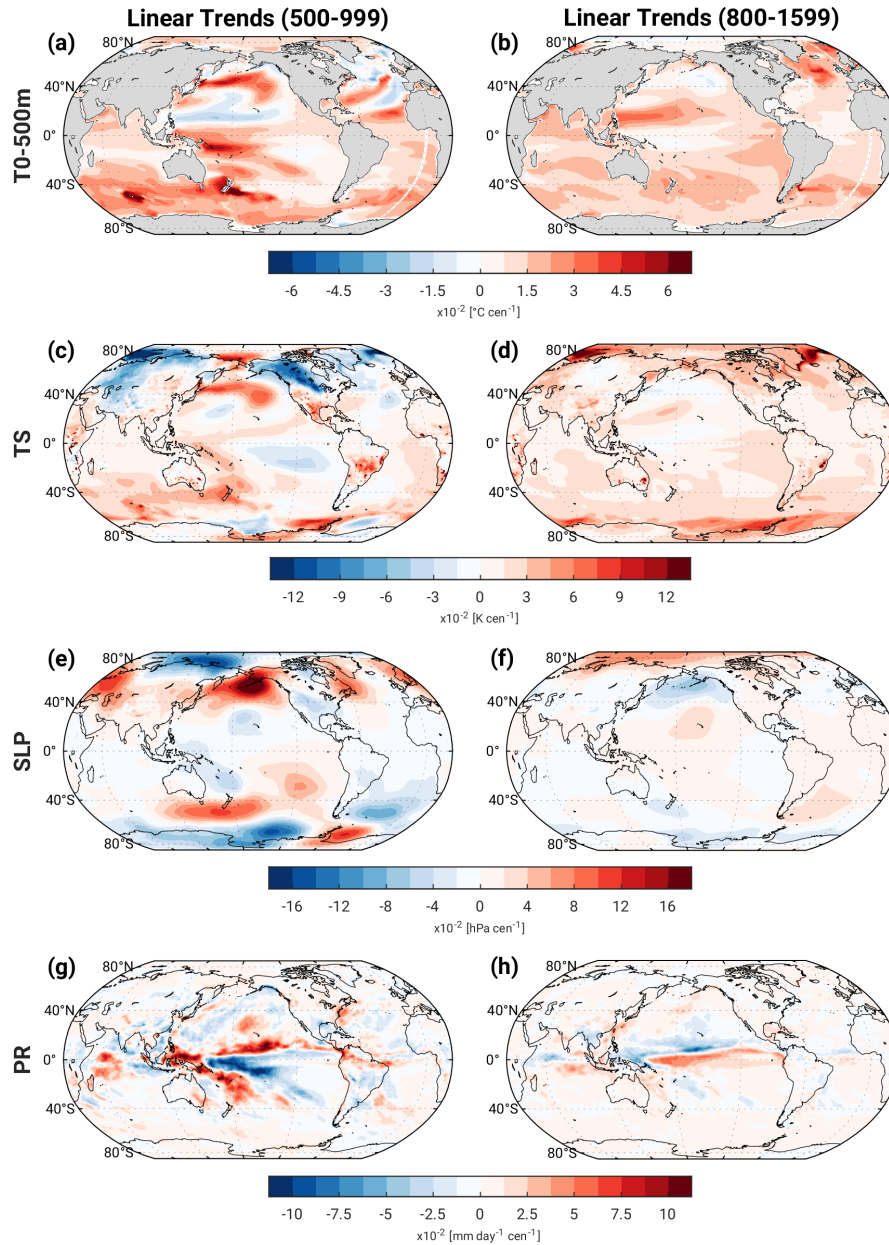 Linear Trends (500-999)
Linear Trends (800-1599)
T0-500m
(a)
80°N
40°N
0°
40°S
80°S
(b)
80°N
40°N
0°
40°S
80°S
-6 -4.5 -3 -1.5 0 1.5 3 4.5 6
x10⁻² [°C cen⁻¹]
TS
(c)
80°N
40°N
0°
40°S
80°S
(d)
80°N
40°N
0°
40°S
80°S
-12 -9 -6 -3 0 3 6 9 12
x10⁻² [K cen⁻¹]
SLP
(e)
80°N
40°N
0°
40°S
80°S
(f)
80°N
40°N
0°
40°S
80°S
-16 -12 -8 -4 0 4 8 12 16
x10⁻² [hPa cen⁻¹]
PR
(g)
80°N
40°N
0°
40°S
80°S
(h)
80°N
40°N
0°
40°S
80°S
-10 -7.5 -5 -2.5 0 2.5 5 7.5 10
x10⁻² [mm day⁻¹ cen⁻¹]